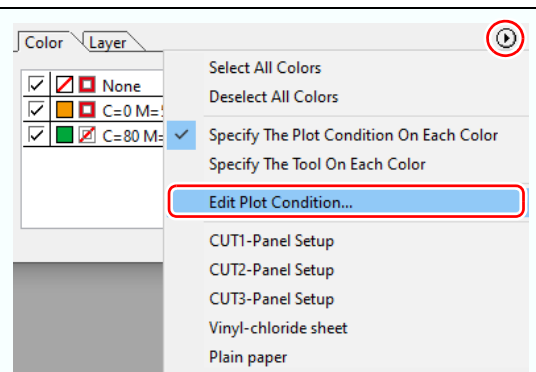 Color Layer
None
C=0 M=
C=80 M=
Select All Colors
Deselect All Colors
Specify The Plot Condition On Each Color
Specify The Tool On Each Color
Edit Plot Condition...
CUT1-Panel Setup
CUT2-Panel Setup
CUT3-Panel Setup
Vinyl-chloride sheet
Plain paper